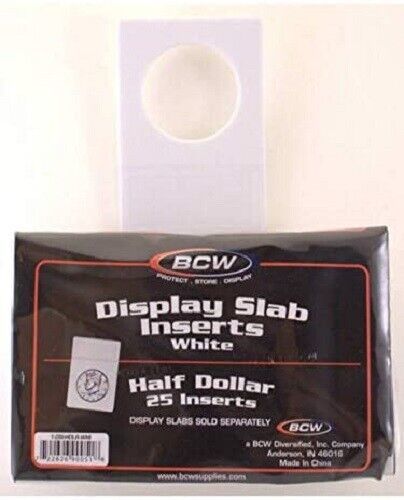 BCW
PROTECT . STORE . DISPLAY
Display Slab
Inserts
White
Half Dollar
25 Inserts
DISPLAY SLABS SOLD SEPARATELY
BCW
a BCW Diversified, Inc. Company
Anderson, IN 46016
Made in China
www.bcwsupplies.com